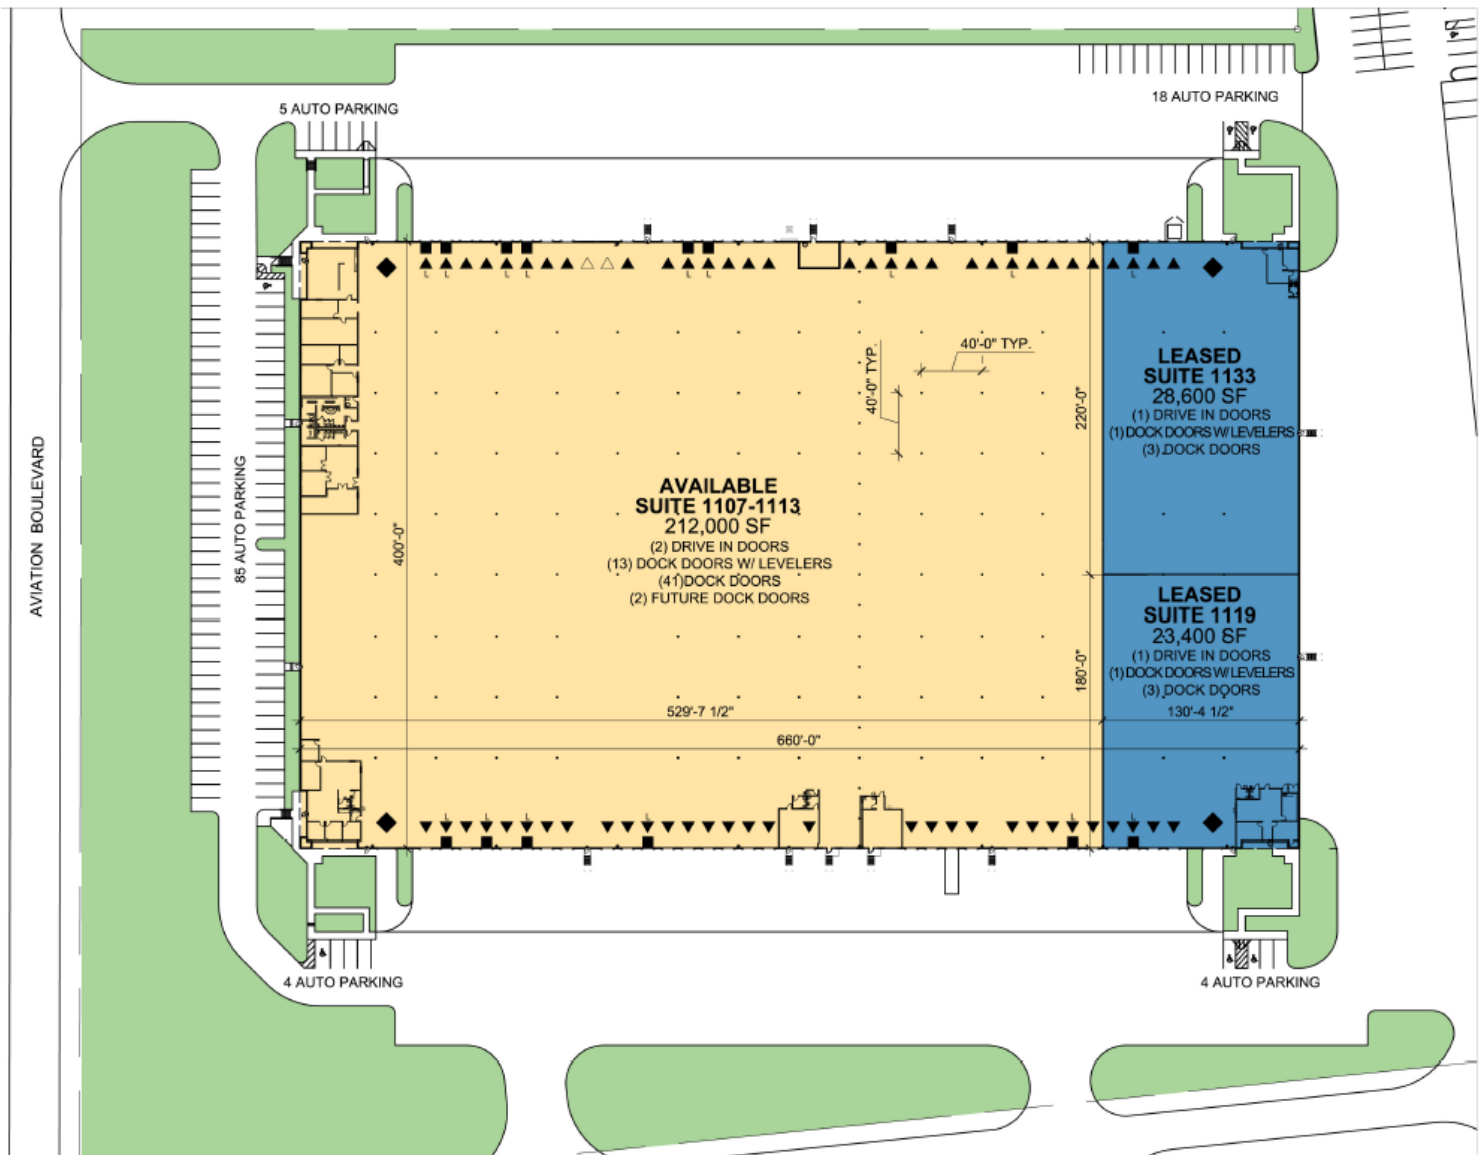 5 AUTO PARKING
18 AUTO PARKING
L L L L L L L L L
40'-0" TYP.
40'-0" TYP.
LEASED
SUITE 1133
28,600 SF
(1) DRIVE IN DOORS
(1) DOCK DOORS W/ LEVELERS
(3) DOCK DOORS
220'-0"
AVIATION BOULEVARD
85 AUTO PARKING
400'-0"
AVAILABLE
SUITE 1107-1113
212,000 SF
(2) DRIVE IN DOORS
(13) DOCK DOORS W/ LEVELERS
(41)DOCK DOORS
(2) FUTURE DOCK DOORS
LEASED
SUITE 1119
23,400 SF
(1) DRIVE IN DOORS
(1) DOCK DOORS W/ LEVELERS
(3) DOCK DOORS
180'-0"
529'-7 1/2"
130'-4 1/2"
660'-0"
L L L L L L
4 AUTO PARKING
4 AUTO PARKING